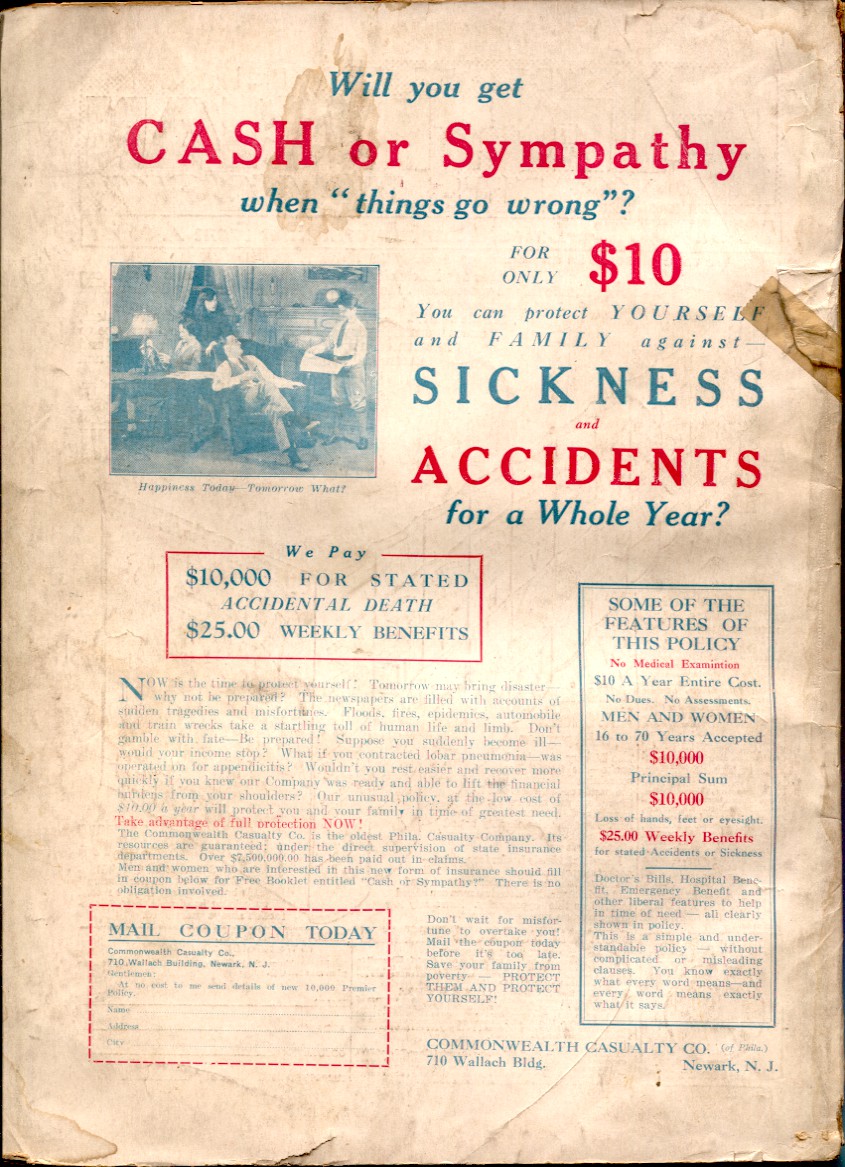 Will you get
CASH or Sympathy
when "things go wrong"?
FOR
ONLY
$10
You can protect YOURSELF
and FAMILY against—
SICKNESS
and
ACCIDENTS
for a Whole Year?
Happiness Today—Tomorrow What?
We Pay
$10,000 FOR STATED
ACCIDENTAL DEATH
$25.00 WEEKLY BENEFITS
NOW is the time to protect yourself! Tomorrow may bring disaster—
why not be prepared? The newspapers are filled with accounts of
sudden tragedies and misfortunes. Floods, fires, epidemics, automobile
and train wrecks take a startling toll of human life and limb. Don't
gamble with fate—Be prepared! Suppose you suddenly become ill—
would your income stop? What if you contracted lobar pneumonia—was
operated on for appendicitis? Wouldn't you rest easier and recover more
quickly if you knew our Company was ready and able to lift the financial
burdens from your shoulders? Our unusual policy, at the low cost of
$10.00 a year will protect you and your family in time of greatest need.
Take advantage of full protection NOW!
The Commonwealth Casualty Co. is the oldest Phila. Casualty Company. Its
resources are guaranteed; under the direct supervision of state insurance
departments. Over $7,500,000.00 has been paid out in claims.
Men and women who are interested in this new form of insurance should fill
in coupon below for Free Booklet entitled "Cash or Sympathy?" There is no
obligation involved.
SOME OF THE
FEATURES OF
THIS POLICY
No Medical Examintion
$10 A Year Entire Cost.
No Dues. No Assessments.
MEN AND WOMEN
16 to 70 Years Accepted
$10,000
Principal Sum
$10,000
Loss of hands, feet or eyesight.
$25.00 Weekly Benefits
for stated Accidents or Sickness
Doctor's Bills, Hospital Bene-
fit, Emergency Benefit and
other liberal features to help
in time of need — all clearly
shown in policy.
This is a simple and under-
standable policy — without
complicated or misleading
clauses. You know exactly
what every word means—and
every word means exactly
what it says.
MAIL COUPON TODAY
Commonwealth Casualty Co.,
710 Wallach Building, Newark, N. J.
Gentlemen:
At no cost to me send details of new 10,000 Premier
Policy.
Name
Address
City
Don't wait for misfor-
tune to overtake you!
Mail the coupon today
before it's too late.
Save your family from
poverty — PROTECT
THEM AND PROTECT
YOURSELF!
COMMONWEALTH CASUALTY CO. (of Phila.)
710 Wallach Bldg. Newark, N. J.